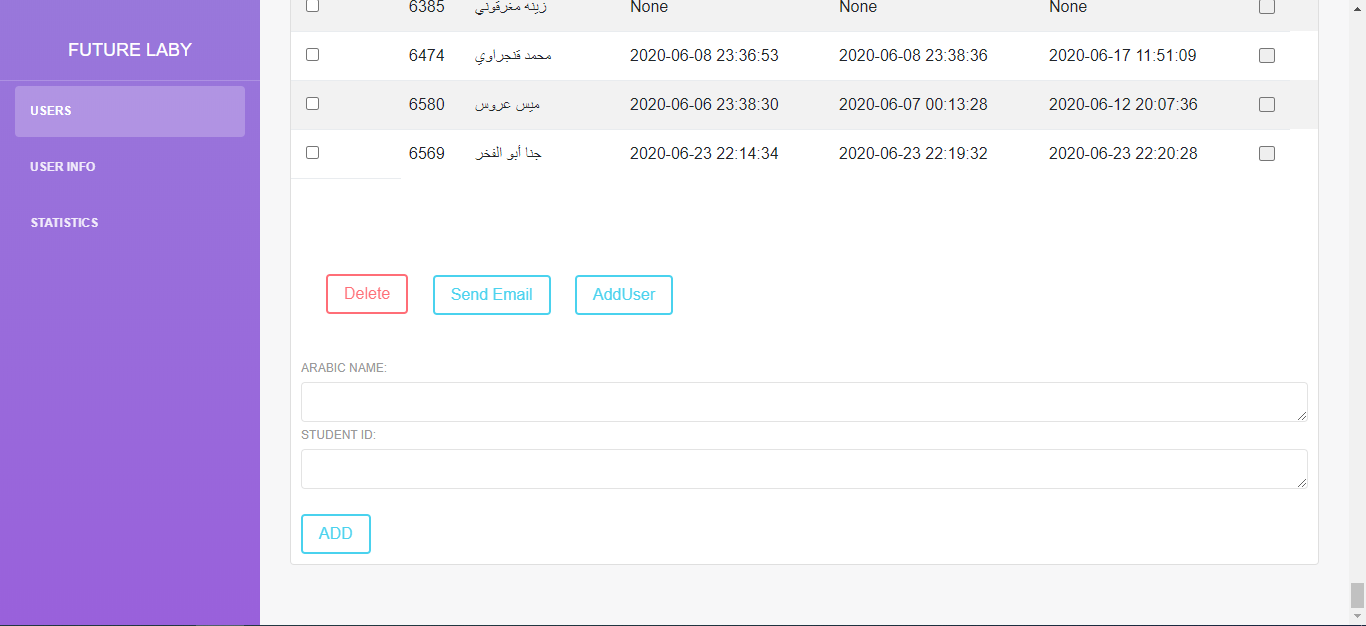 FUTURE LABY
USERS
USER INFO
STATISTICS
6385 زينه مغرقوني None None None
6474 محمد قنجراوي 2020-06-08 23:36:53 2020-06-08 23:38:36 2020-06-17 11:51:09
6580 ميس عروس 2020-06-06 23:38:30 2020-06-07 00:13:28 2020-06-12 20:07:36
6569 جنا أبو الفخر 2020-06-23 22:14:34 2020-06-23 22:19:32 2020-06-23 22:20:28
Delete Send Email AddUser
ARABIC NAME:
STUDENT ID:
ADD